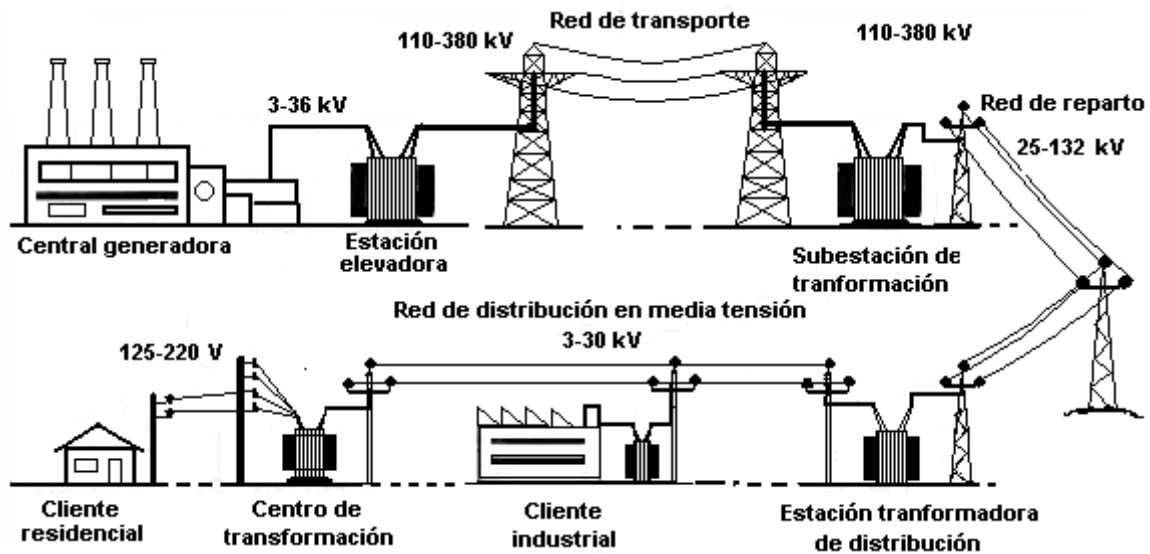 Red de transporte
110-380 kV
110-380 kV
3-36 kV
Red de reparto
25-132 kV
Central generadora
Estación
elevadora
Subestación de
tranformación
Red de distribución en media tensión
3-30 kV
125-220 V
Cliente
residencial
Centro de
transformación
Cliente
industrial
Estación tranformadora
de distribución